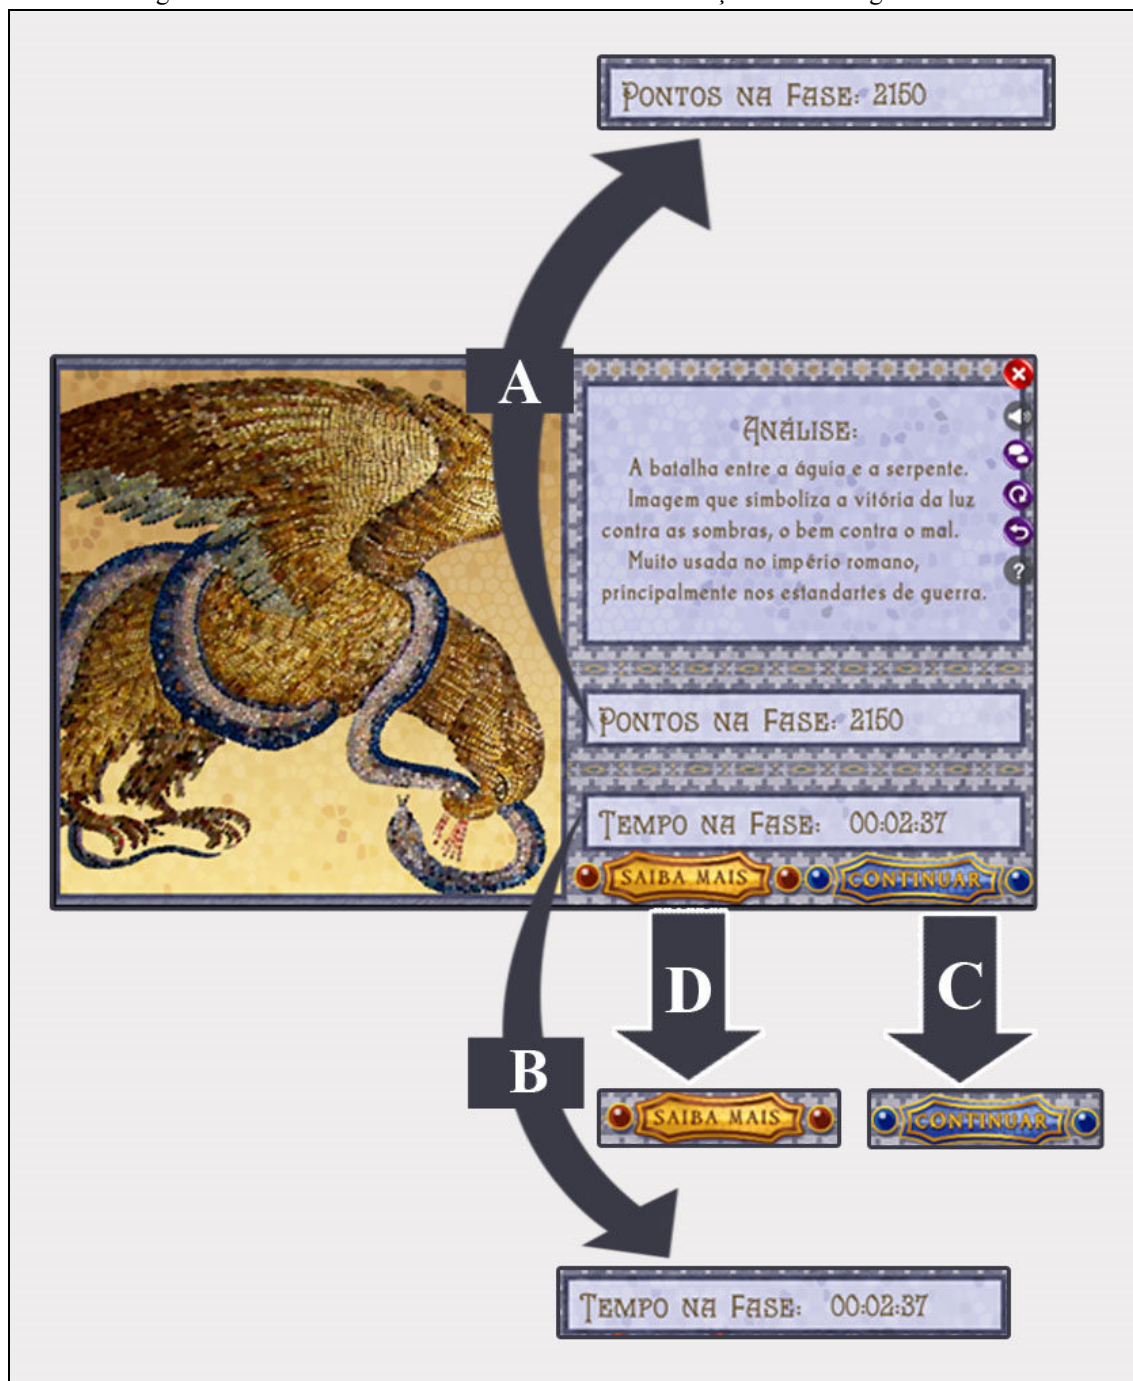 PONTOS NA FASE: 2150
A
ANÁLISE:
A batalha entre a águia e a serpente.
Imagem que simboliza a vitória da luz
contra as sombras, o bem contra o mal.
Muito usada no império romano,
principalmente nos estandartes de guerra.
?
PONTOS NA FASE: 2150
TEMPO NA FASE: 00:02:37
SAIBA MAIS
CONTINUAR
D
C
B
SAIBA MAIS
CONTINUAR
TEMPO NA FASE: 00:02:37